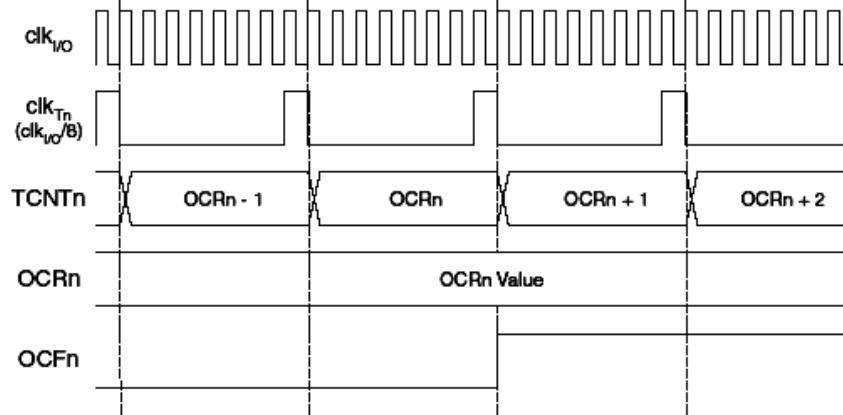 clkI/O
clkTn
(clkI/O/8)
TCNTn OCRn - 1 OCRn OCRn + 1 OCRn + 2
OCRn OCRn Value
OCFn